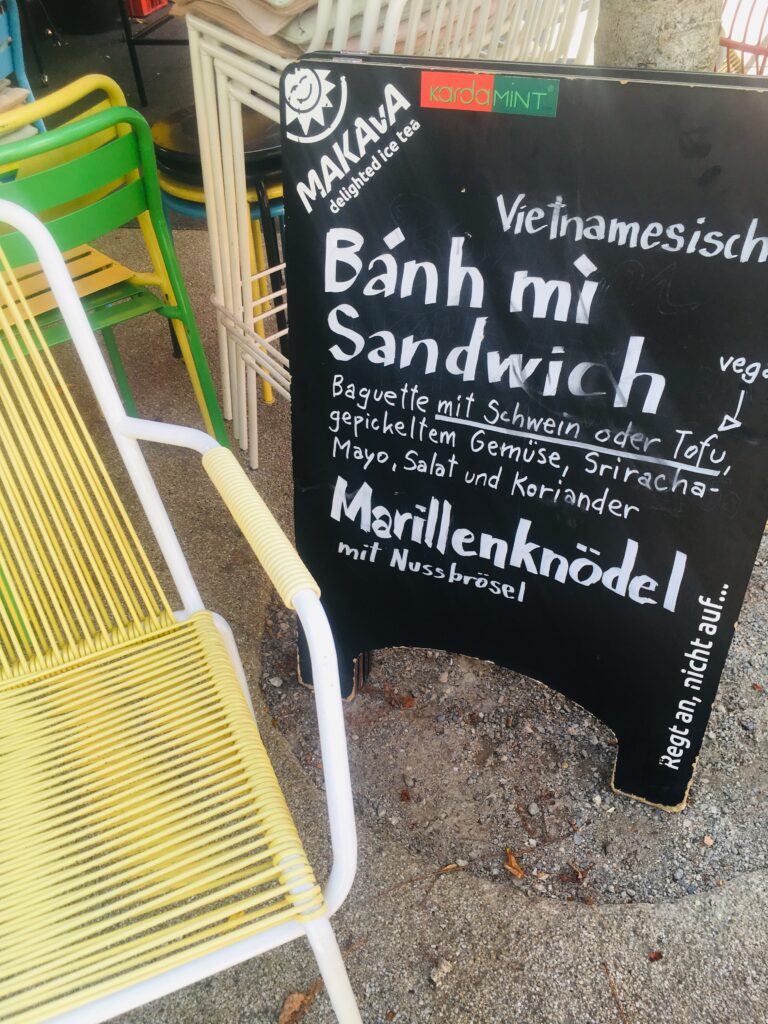 MAKAvA
delighted ice tea
KardaMINT
Vietnamesisch
Bánh mi
Sandwich
vega
Baguette mit Schwein oder Tofu,
gepickeltem Gemüse, Sriracha-
Mayo, Salat und Koriander
Marillenknödel
mit Nussbrösel
Regt an, nicht auf...